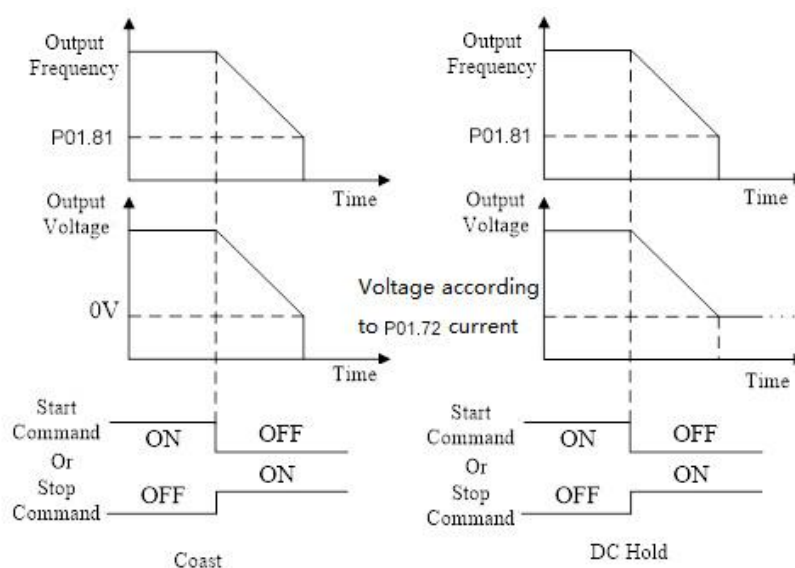 Output
Frequency
P01.81
Time
Output
Voltage
0V
Time
Start
Command
ON
OFF
Or
Stop
Command
OFF
ON
Coast
Output
Frequency
P01.81
Time
Output
Voltage
Voltage according
to P01.72 current
Time
Start
Command
ON
OFF
Or
Stop
Command
OFF
ON
DC Hold